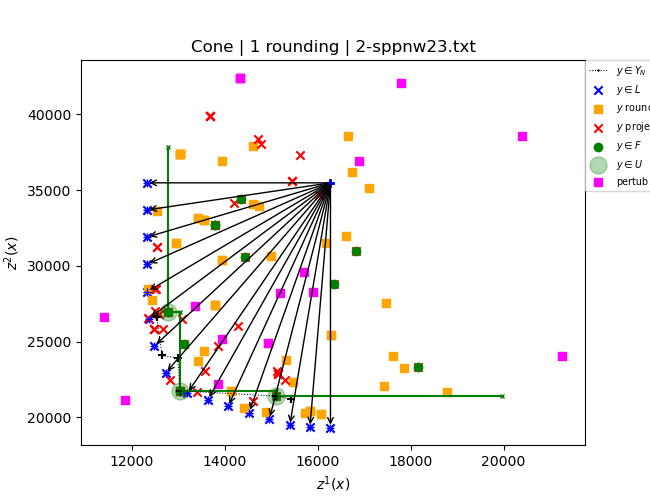 Cone | 1 rounding | 2-sppnw23.txt
z²(x)
40000
35000
30000
25000
20000
12000
14000
16000
18000
20000
z¹(x)
y ∈ Y_N
y ∈ L
y roun
y proje
y ∈ F
y ∈ U
pertub